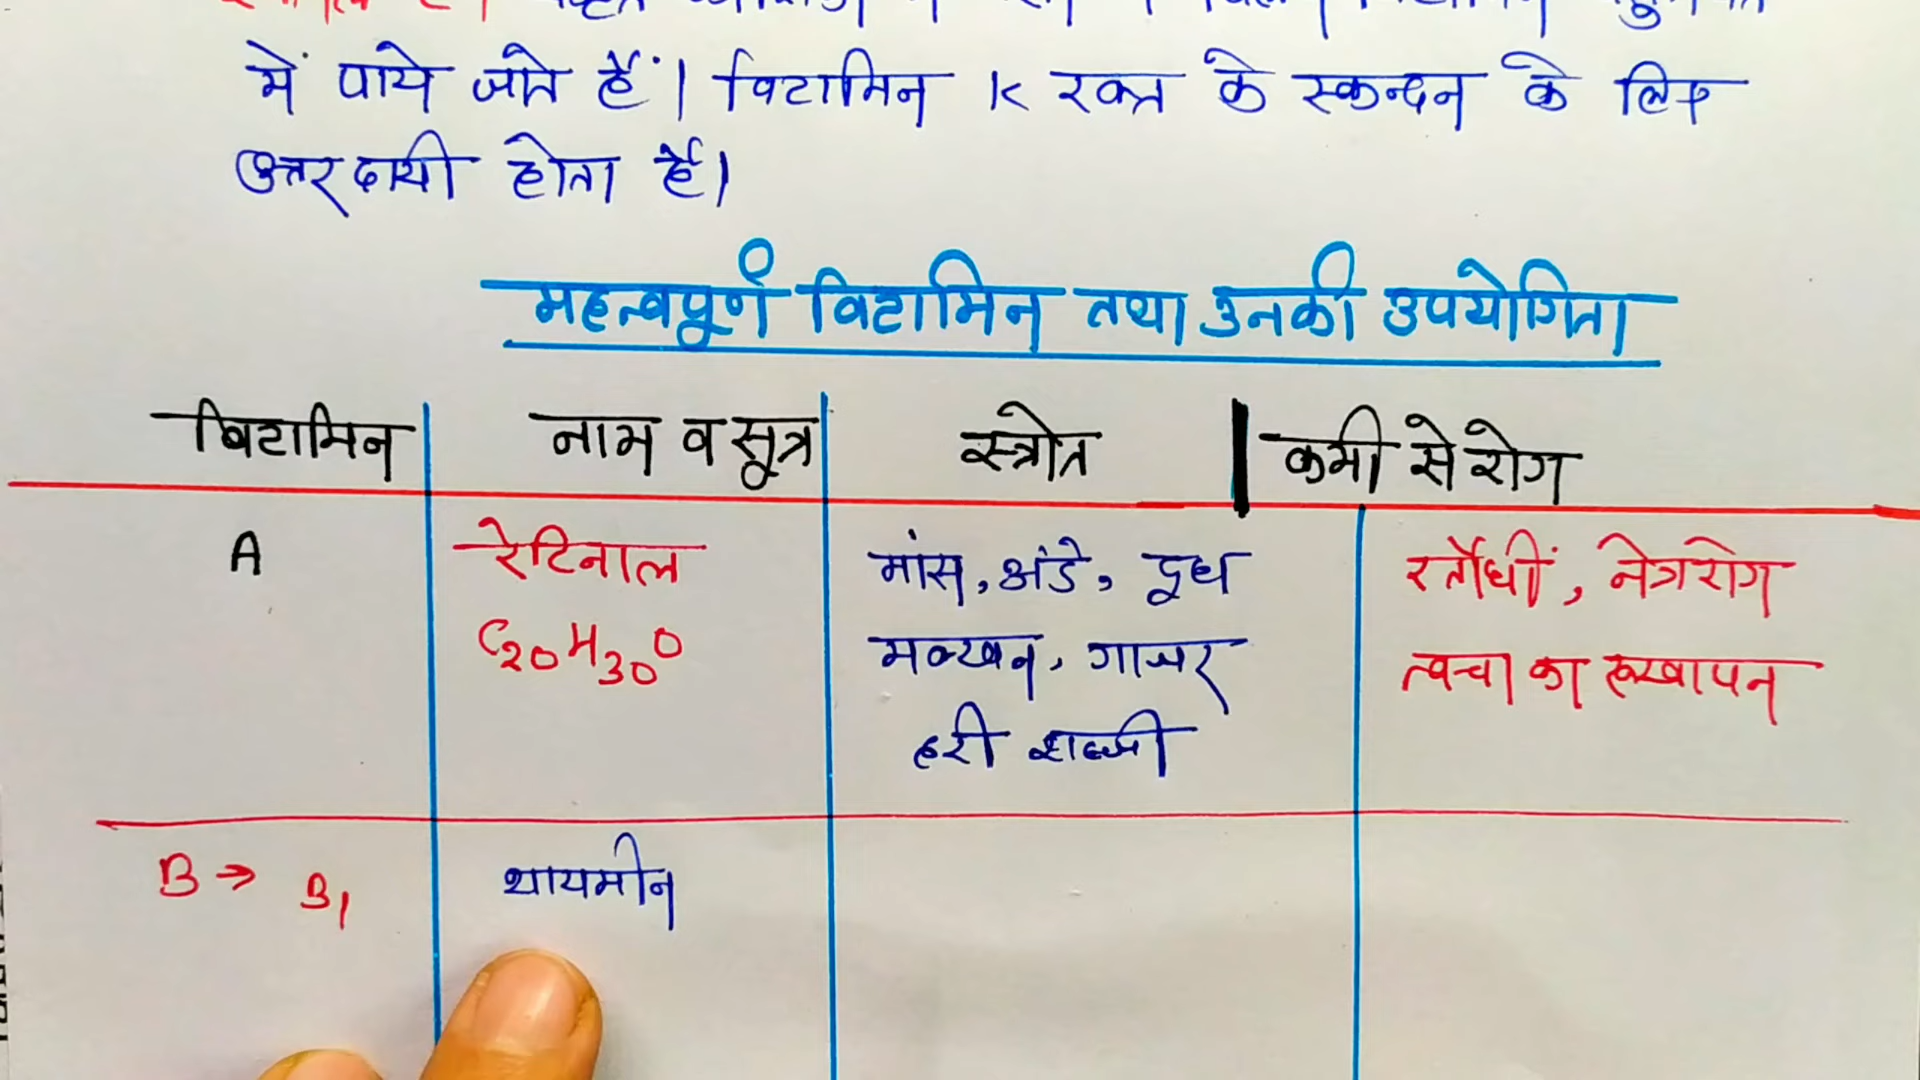 में पाये जाते हैं। विटामिन K रक्त के स्कन्दन के लिए
उत्तरदायी होता है।
महत्वपूर्ण विटामिन तथा उनकी उपयोगिता
विटामिन नाम व सूत्र स्त्रोत कमी से रोग
A रेटिनाल मांस, अंडे, दूध रतौंधीं, नेत्ररोग
C20H30O मक्खन, गाजर त्वचा का रूखापन
हरी शब्जी
B → B1 थायमीन